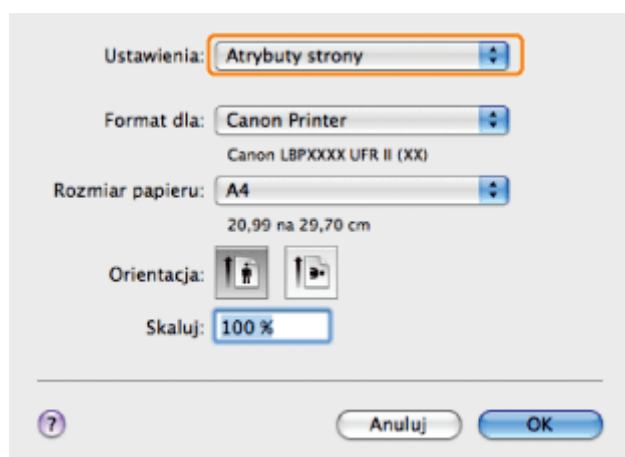 Ustawienia: Atrybuty strony
Format dla: Canon Printer
Canon LBPXXXX UFR II (XX)
Rozmiar papieru: A4
20,99 na 29,70 cm
Orientacja:
Skaluj: 100 %
? Anuluj OK